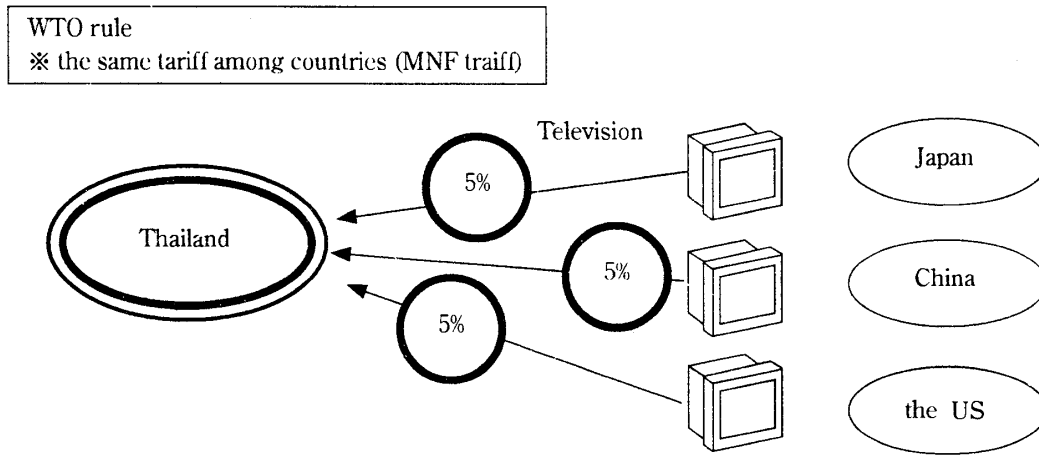 WTO rule
※ the same tariff among countries (MNF traiff)
Television
Japan
5%
Thailand
5%
China
5%
the US